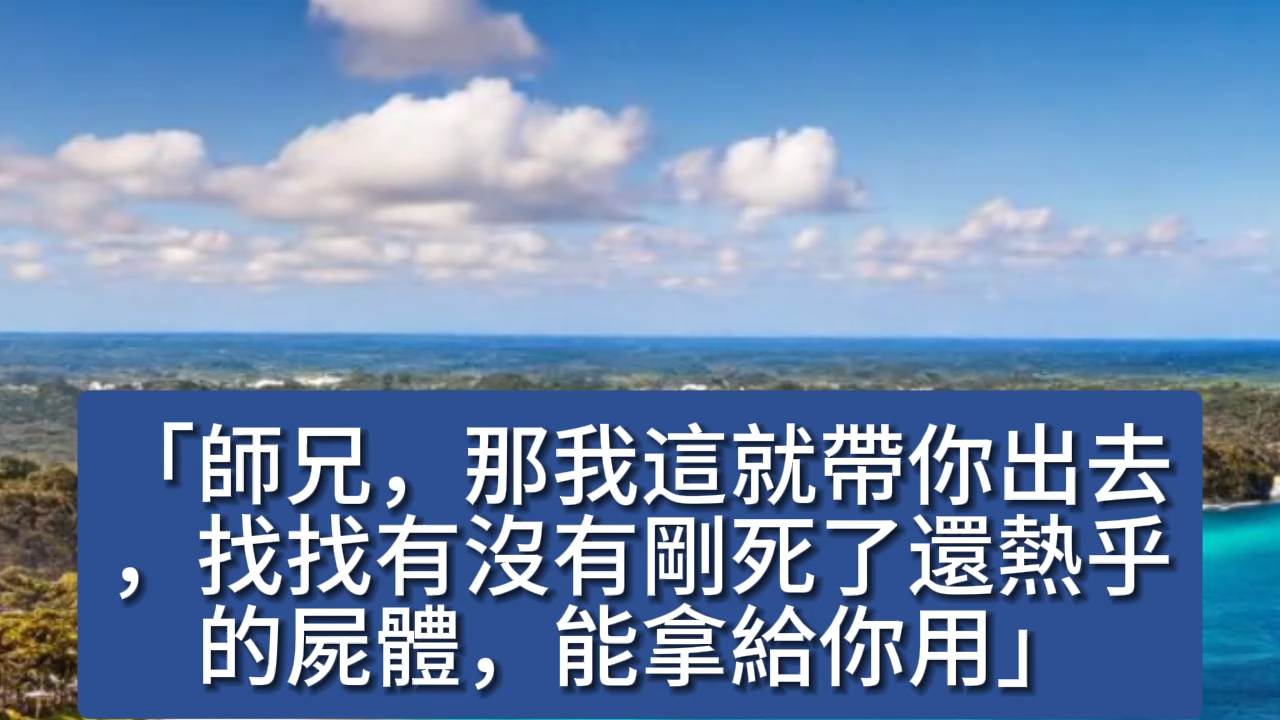 「師兄，那我這就帶你出去
，找找有沒有剛死了還熱乎
的屍體，能拿給你用」